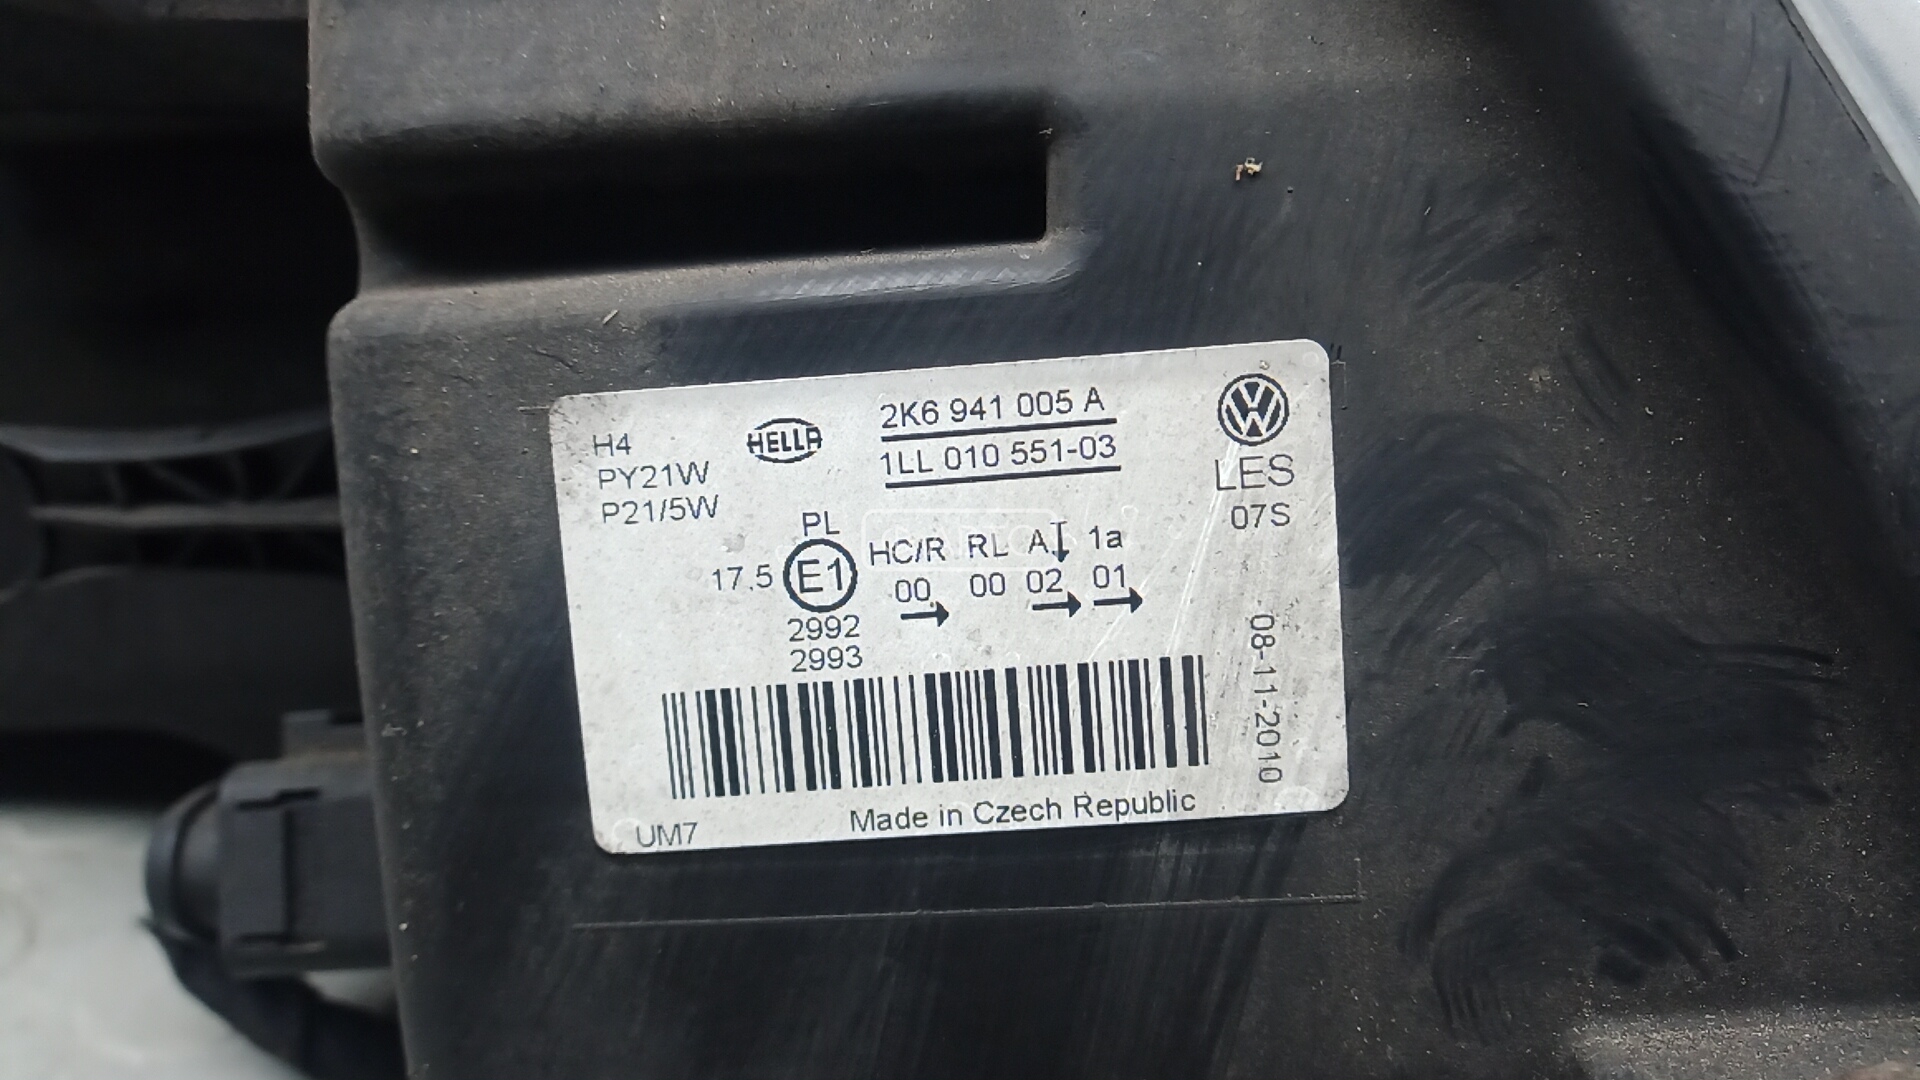 H4
PY21W
P21/5W
HELLA
2K6 941 005 A
1LL 010 551-03
LES
07S
PL
17.5 E1 HC/R RL A 1a
00 00 02 01
2992
2993
08-11-2010
UM7
Made in Czech Republic